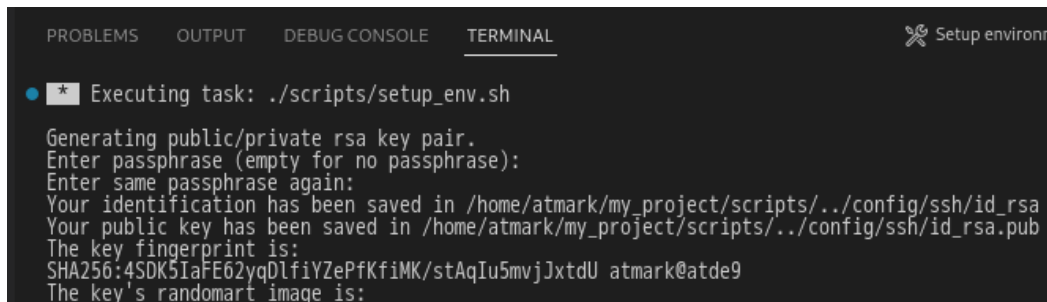 PROBLEMS OUTPUT DEBUG CONSOLE TERMINAL Setup environm
* Executing task: ./scripts/setup_env.sh
Generating public/private rsa key pair.
Enter passphrase (empty for no passphrase):
Enter same passphrase again:
Your identification has been saved in /home/atmark/my_project/scripts/../config/ssh/id_rsa
Your public key has been saved in /home/atmark/my_project/scripts/../config/ssh/id_rsa.pub
The key fingerprint is:
SHA256:4SDK5IaFE62yqDlfiYZePfKfiMK/stAqIu5mvjJxtdU atmark@atde9
The key's randomart image is: